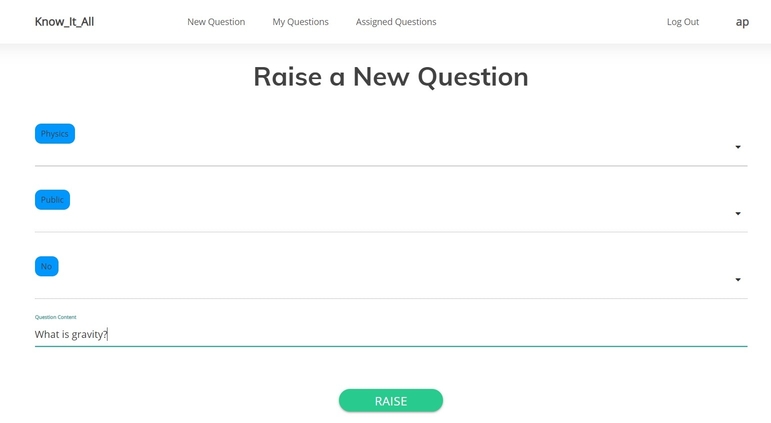 Know_It_All New Question My Questions Assigned Questions Log Out ap
Raise a New Question
Physics
Public
No
Question Content
What is gravity?
RAISE